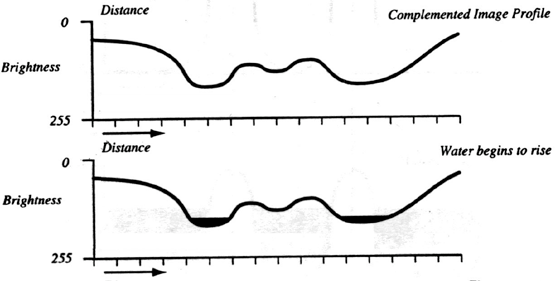 Distance
0
Complemented Image Profile
Brightness
255
Distance
0
Water begins to rise
Brightness
255